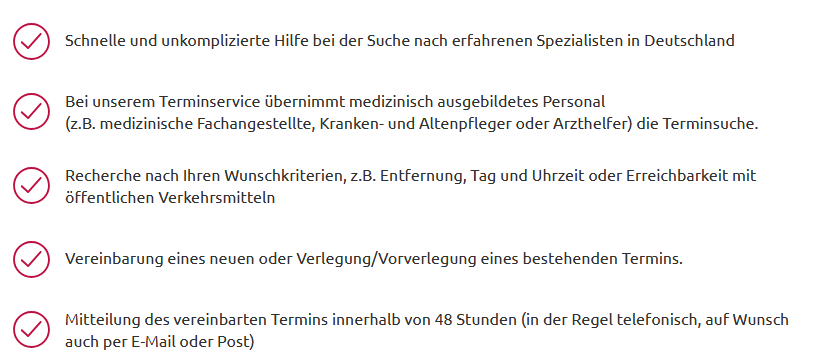 Schnelle und unkomplizierte Hilfe bei der Suche nach erfahrenen Spezialisten in Deutschland
Bei unserem Terminservice übernimmt medizinisch ausgebildetes Personal
(z.B. medizinische Fachangestellte, Kranken- und Altenpfleger oder Arzthelfer) die Terminsuche.
Recherche nach Ihren Wunschkriterien, z.B. Entfernung, Tag und Uhrzeit oder Erreichbarkeit mit
öffentlichen Verkehrsmitteln
Vereinbarung eines neuen oder Verlegung/Vorverlegung eines bestehenden Termins.
Mitteilung des vereinbarten Termins innerhalb von 48 Stunden (in der Regel telefonisch, auf Wunsch
auch per E-Mail oder Post)